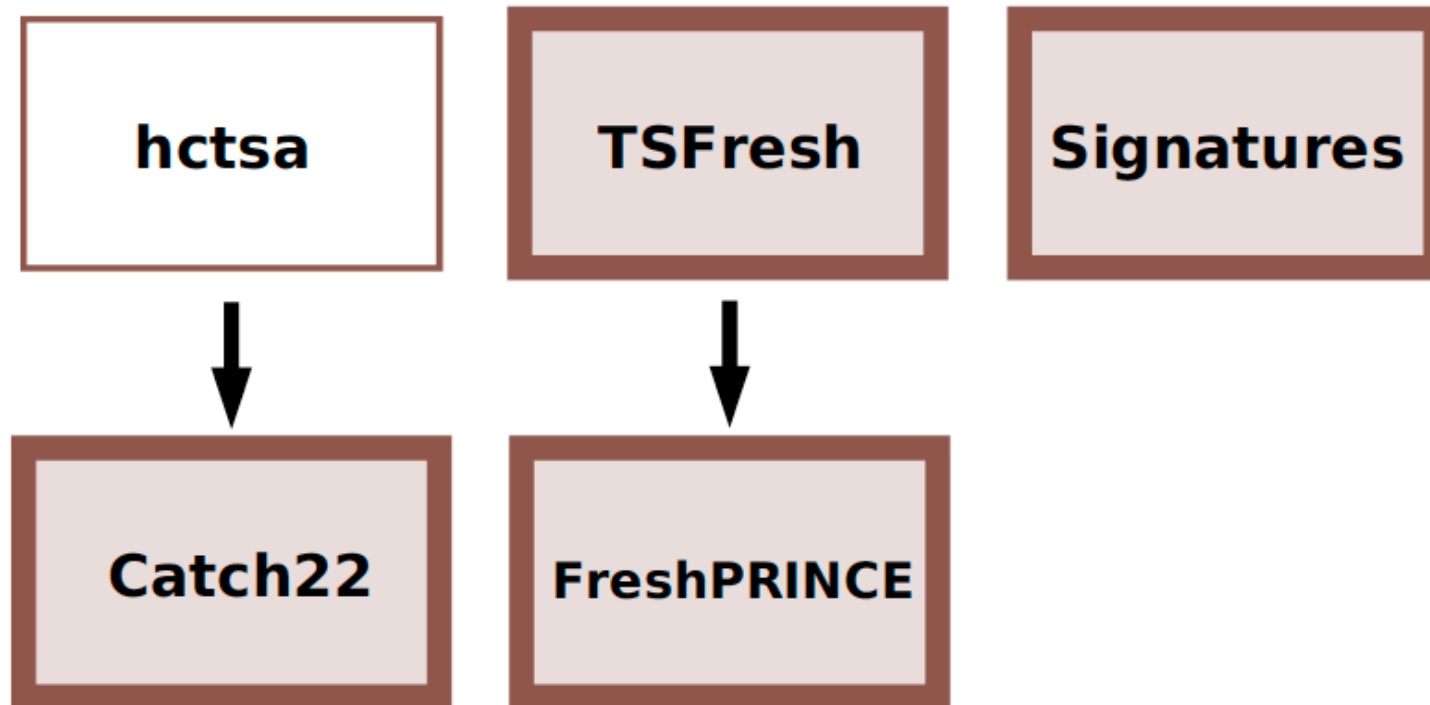 hctsa
TSFresh
Signatures
Catch22
FreshPRINCE